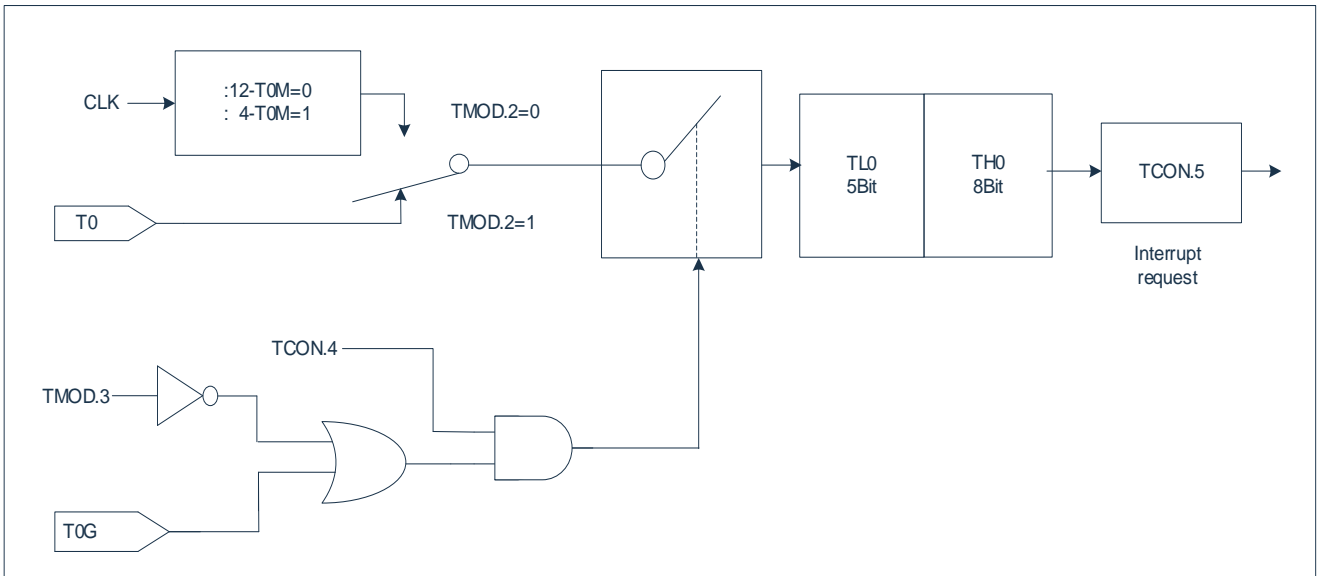 CLK
:12-T0M=0
: 4-T0M=1
TMOD.2=0
T0
TMOD.2=1
TL0
5Bit
TH0
8Bit
TCON.5
Interrupt
request
TCON.4
TMOD.3
T0G